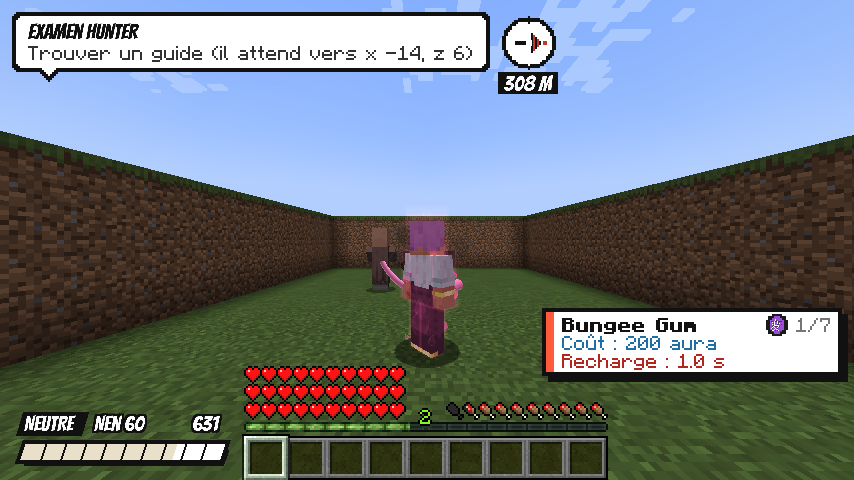 EXAMEN HUNTER
Trouver un guide (il attend vers x -14, z 6)
308 M
Bungee Gum
1/7
Coût : 200 aura
Recharge : 1.0 s
2
NEUTRE
NEN 60
631